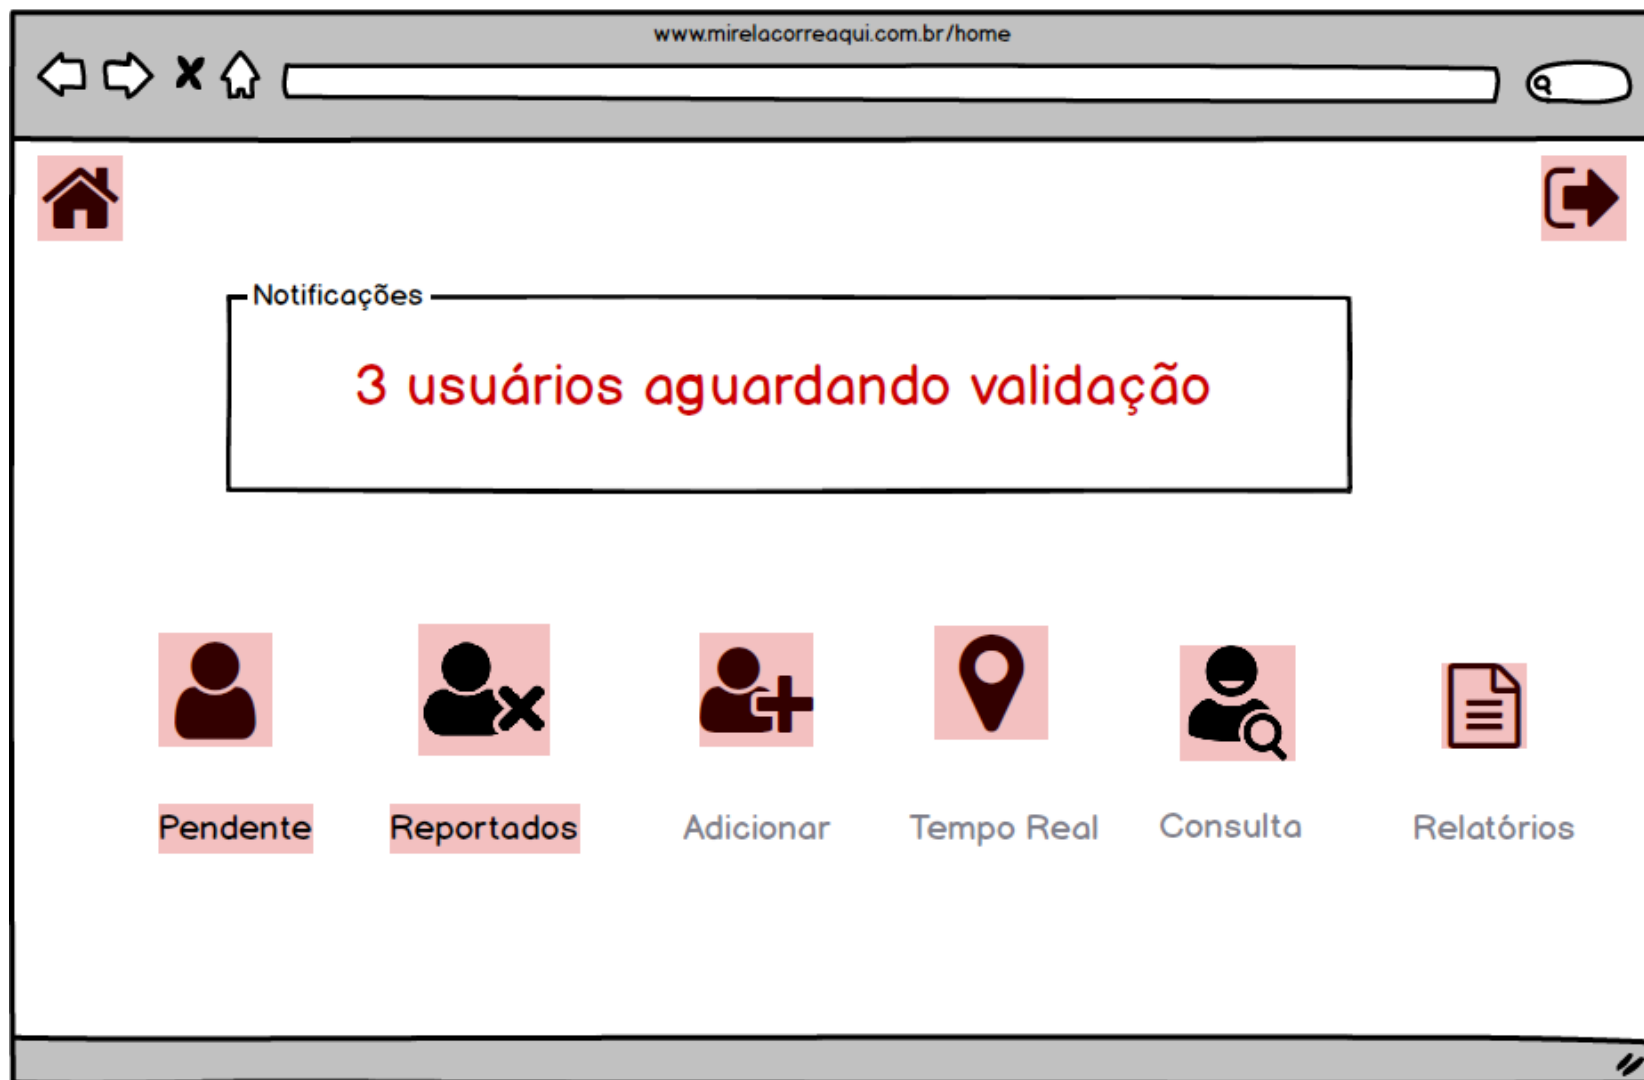 www.mirelacorreaqui.com.br/home
Notificações
3 usuários aguardando validação
Pendente
Reportados
Adicionar
Tempo Real
Consulta
Relatórios